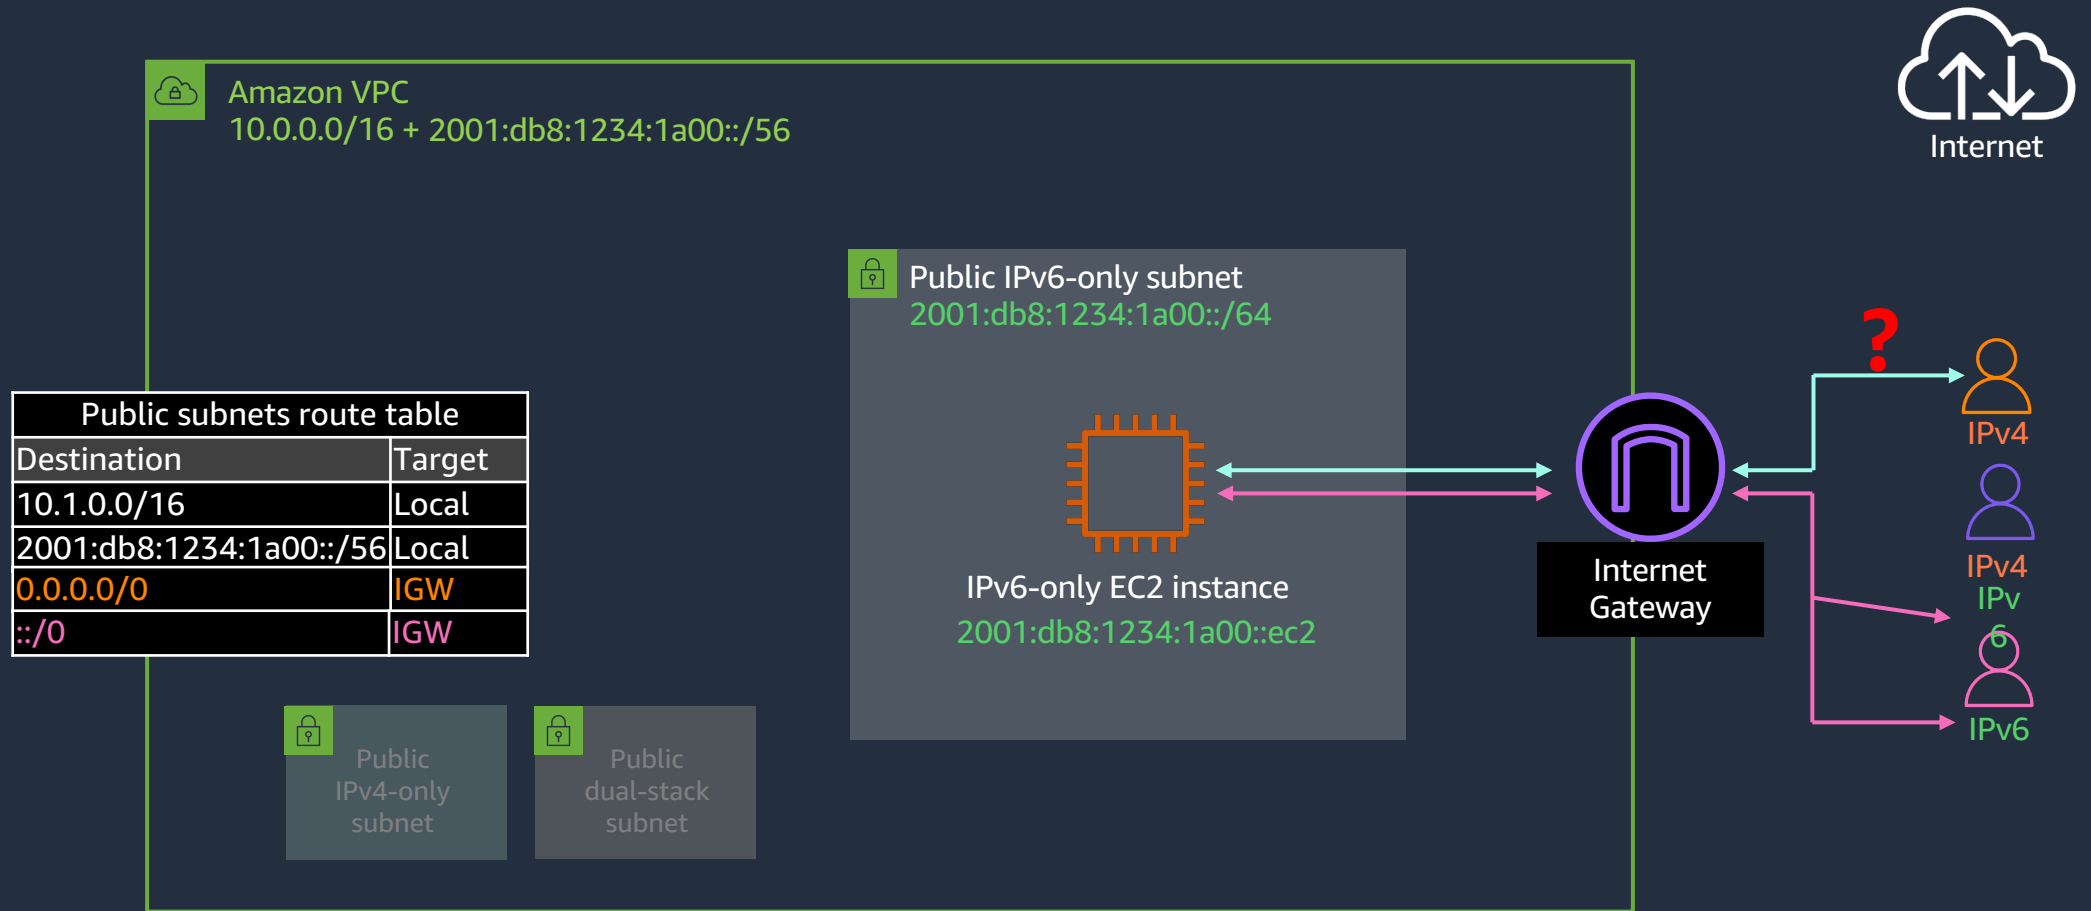 Amazon VPC
10.0.0.0/16 + 2001:db8:1234:1a00::/56
Internet
Public IPv6-only subnet
2001:db8:1234:1a00::/64
?
IPv4
Public subnets route table
Destination Target
10.1.0.0/16 Local
2001:db8:1234:1a00::/56 Local
0.0.0.0/0 IGW
::/0 IGW
IPv6-only EC2 instance
2001:db8:1234:1a00::ec2
Internet
Gateway
IPv4
IPv
6
IPv6
Public
IPv4-only
subnet
Public
dual-stack
subnet